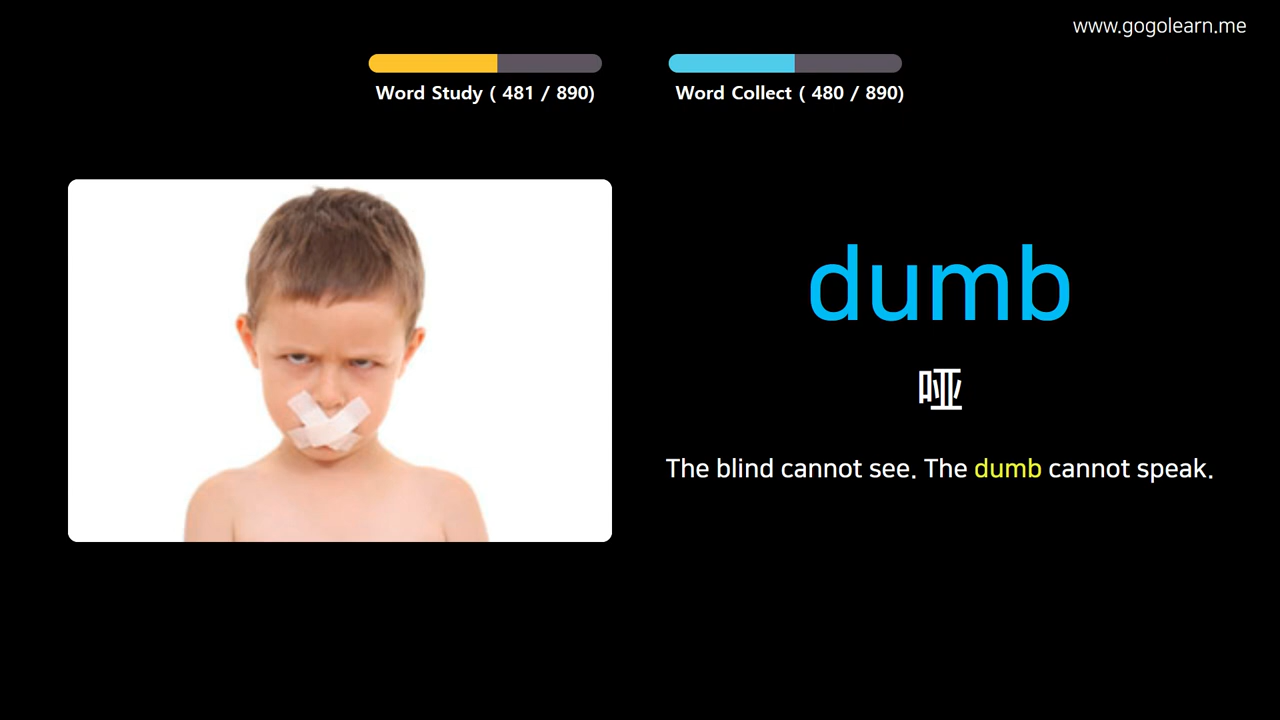 www.gogolearn.me
Word Study ( 481 / 890)
Word Collect ( 480 / 890)
dumb
哑
The blind cannot see. The dumb cannot speak.